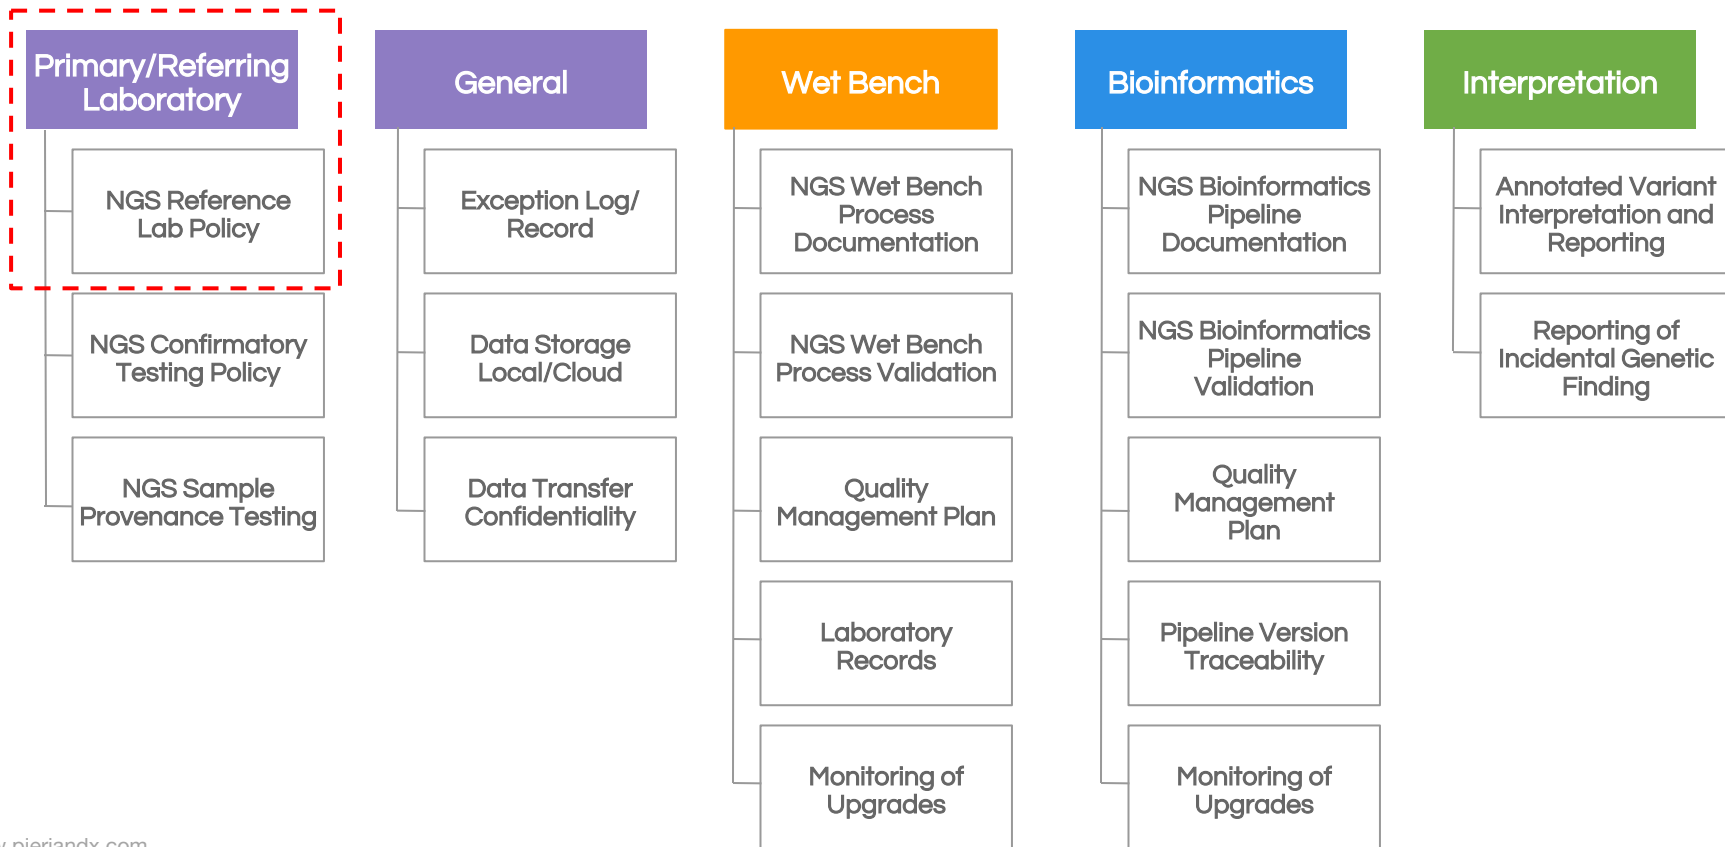 Primary/Referring
Laboratory
NGS Reference
Lab Policy
NGS Confirmatory
Testing Policy
NGS Sample
Provenance Testing
General
Exception Log/
Record
Data Storage
Local/Cloud
Data Transfer
Confidentiality
Wet Bench
NGS Wet Bench
Process
Documentation
NGS Wet Bench
Process Validation
Quality
Management Plan
Laboratory
Records
Monitoring of
Upgrades
Bioinformatics
NGS Bioinformatics
Pipeline
Documentation
NGS Bioinformatics
Pipeline
Validation
Quality
Management
Plan
Pipeline Version
Traceability
Monitoring of
Upgrades
Interpretation
Annotated Variant
Interpretation and
Reporting
Reporting of
Incidental Genetic
Finding